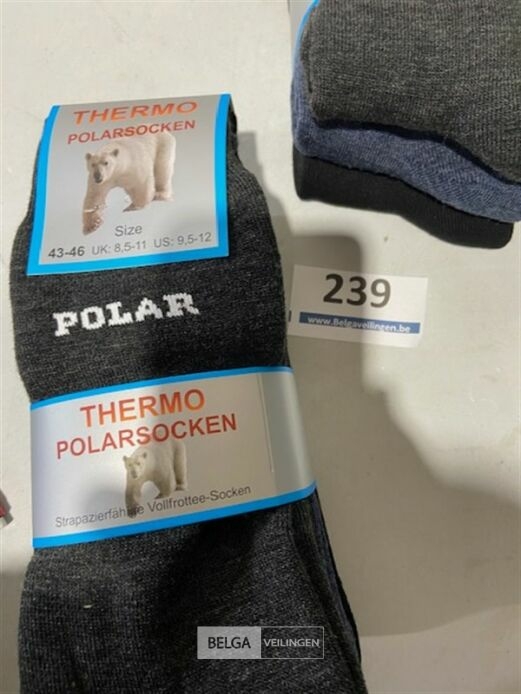 THERMO
POLARSOCKEN
Size
43-46 UK: 8,5-11 US: 9,5-12
POLAR
239
www.Belgaveilingen.be
THERMO
POLARSOCKEN
Strapazierfähige Vollfrottee-Socken
BELGA VEILINGEN